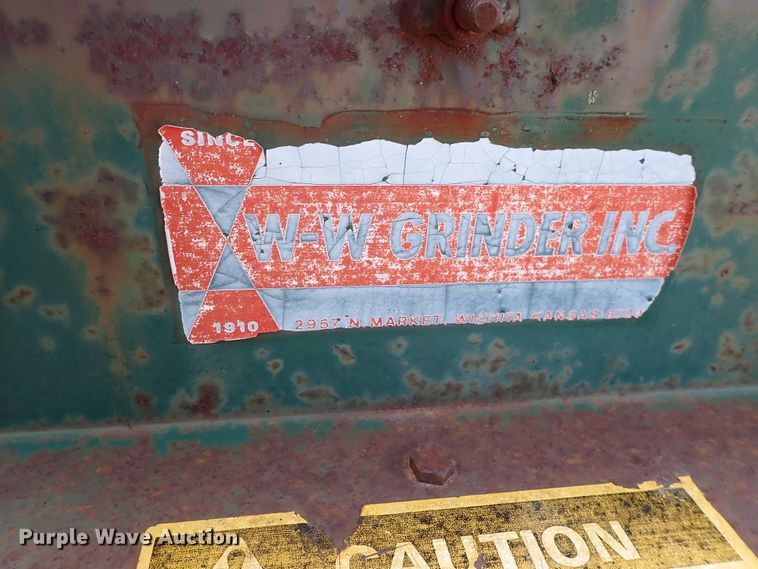 SINCE
W-W GRINDER INC.
1910
2957 N. MARKET, WICHITA KANSAS
CAUTION
Purple Wave Auction